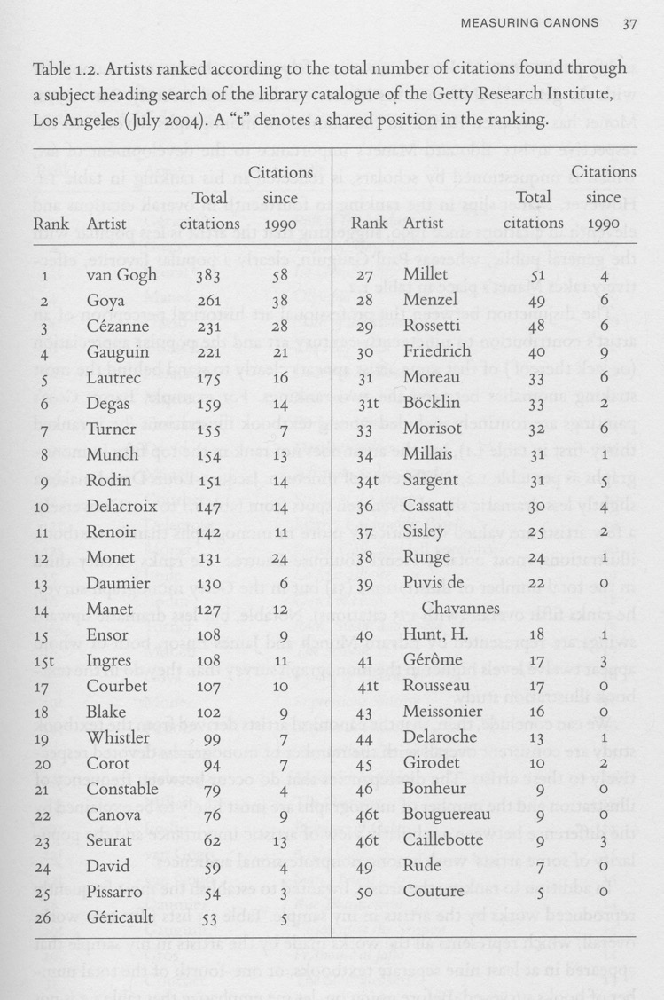 MEASURING CANONS 37
Table 1.2. Artists ranked according to the total number of citations found through
a subject heading search of the library catalogue of the Getty Research Institute,
Los Angeles (July 2004). A “t” denotes a shared position in the ranking.
Citations Citations
Total since Total since
Rank Artist citations 1990 Rank Artist citations 1990
1 van Gogh 383 58 27 Millet 51 4
2 Goya 261 38 28 Menzel 49 6
3 Cézanne 231 28 29 Rossetti 48 6
4 Gauguin 221 21 30 Friedrich 40 9
5 Lautrec 175 16 31 Moreau 33 6
6 Degas 159 14 31t Böcklin 33 2
7 Turner 155 7 33 Morisot 32 6
8 Munch 154 13 34 Millais 31 1
9 Rodin 151 14 34t Sargent 31 5
10 Delacroix 147 14 36 Cassatt 30 4
11 Renoir 142 11 37 Sisley 25 2
12 Monet 131 24 38 Runge 24 1
13 Daumier 130 6 39 Puvis de 22 0
14 Manet 127 12 Chavannes
15 Ensor 108 9 40 Hunt, H. 18 1
15t Ingres 108 11 41 Gérôme 17 3
17 Courbet 107 10 41t Rousseau 17 0
18 Blake 102 9 43 Meissonier 16 0
19 Whistler 99 7 44 Delaroche 13 1
20 Corot 94 7 45 Girodet 10 2
21 Constable 79 4 46 Bonheur 9 0
22 Canova 76 6 46t Bouguereau 9 0
23 Seurat 62 13 46t Caillebotte 9 3
24 David 59 4 49 Rude 7 0
25 Pissarro 54 3 50 Couture 5 1
26 Géricault 53 5